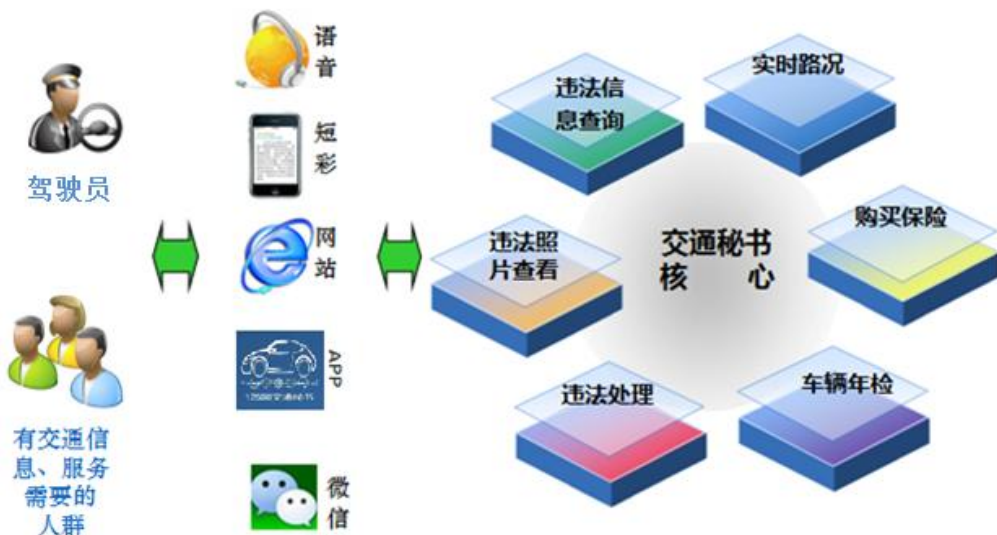 驾驶员
有交通信
息、服务
需要的
人群
语
音
短
彩
网
站
APP
微
信
违法信
息查询
实时路况
违法照
片查看
交通秘书
核 心
购买保险
违法处理
车辆年检